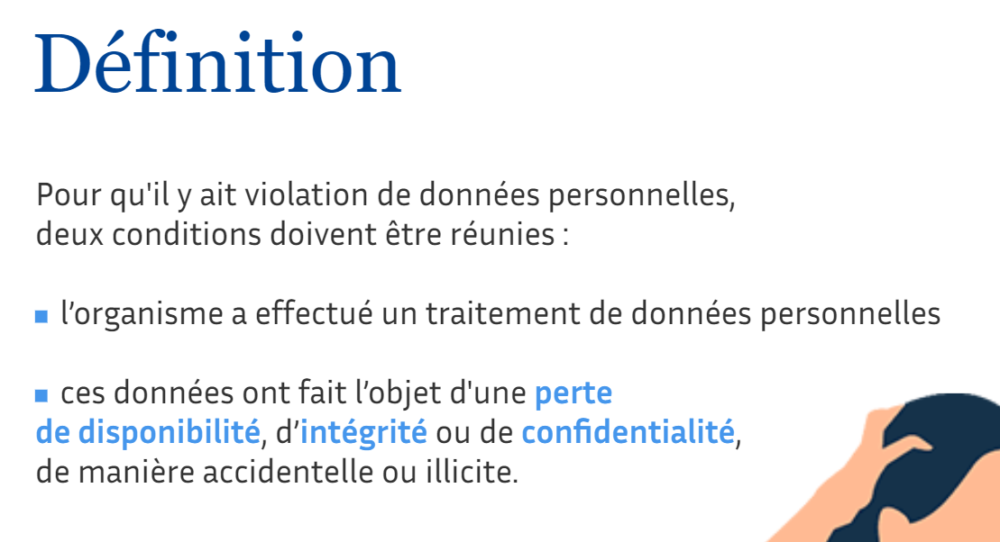 Définition
Pour qu'il y ait violation de données personnelles,
deux conditions doivent être réunies :
▪ l’organisme a effectué un traitement de données personnelles
▪ ces données ont fait l’objet d'une perte
de disponibilité, d’intégrité ou de confidentialité,
de manière accidentelle ou illicite.